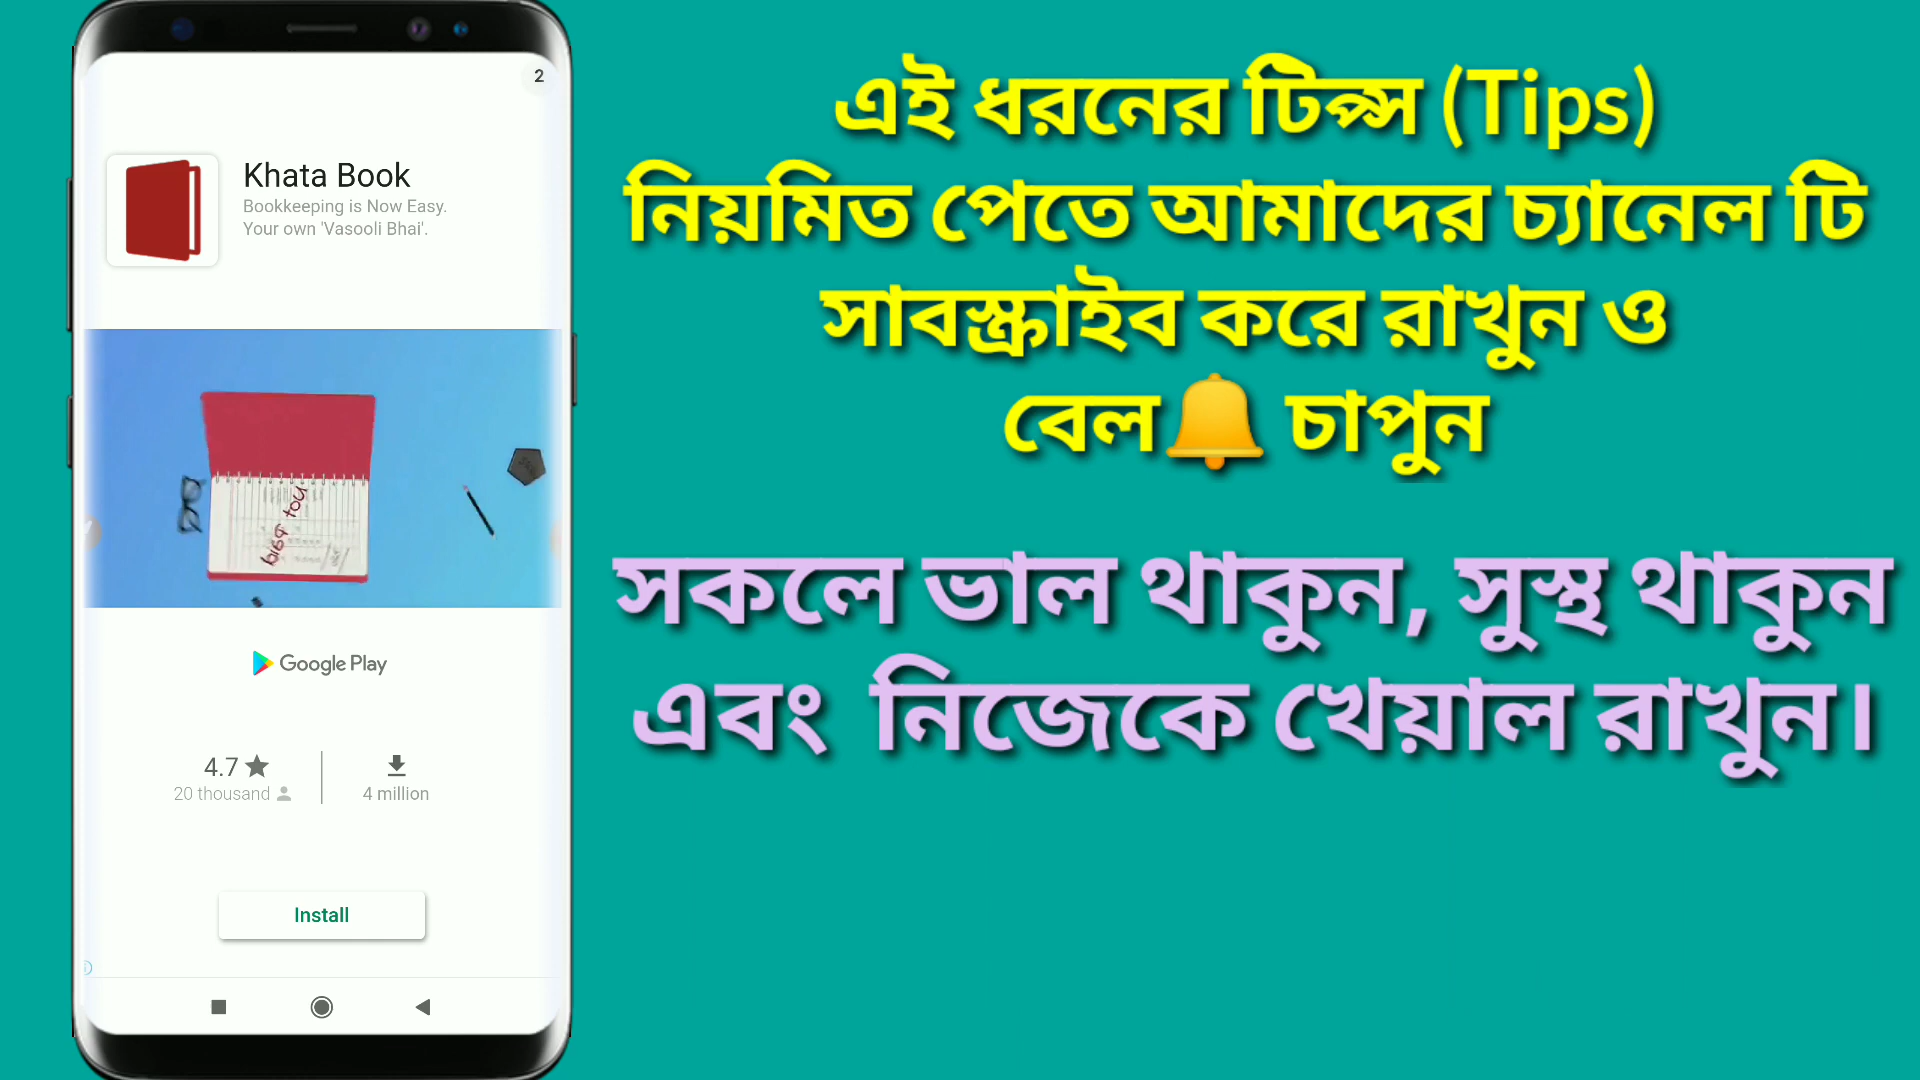 2
Khata Book
Bookkeeping is Now Easy.
Your own 'Vasooli Bhai'.
Google Play
4.7
20 thousand
4 million
Install
এই ধরনের টিপ্স (Tips)
নিয়মিত পেতে আমাদের চ্যানেল টি
সাবস্ক্রাইব করে রাখুন ও
বেল🔔 চাপুন
সকলে ভাল থাকুন, সুস্থ থাকুন
এবং নিজেকে খেয়াল রাখুন।